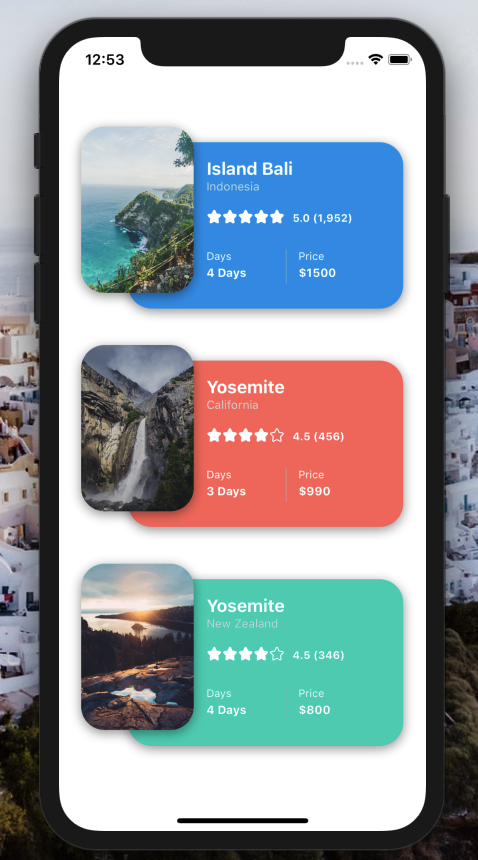 12:53
Island Bali
Indonesia
5.0 (1,952)
Days
Price
4 Days
$1500
Yosemite
California
4.5 (456)
Days
Price
3 Days
$990
Yosemite
New Zealand
4.5 (346)
Days
Price
4 Days
$800